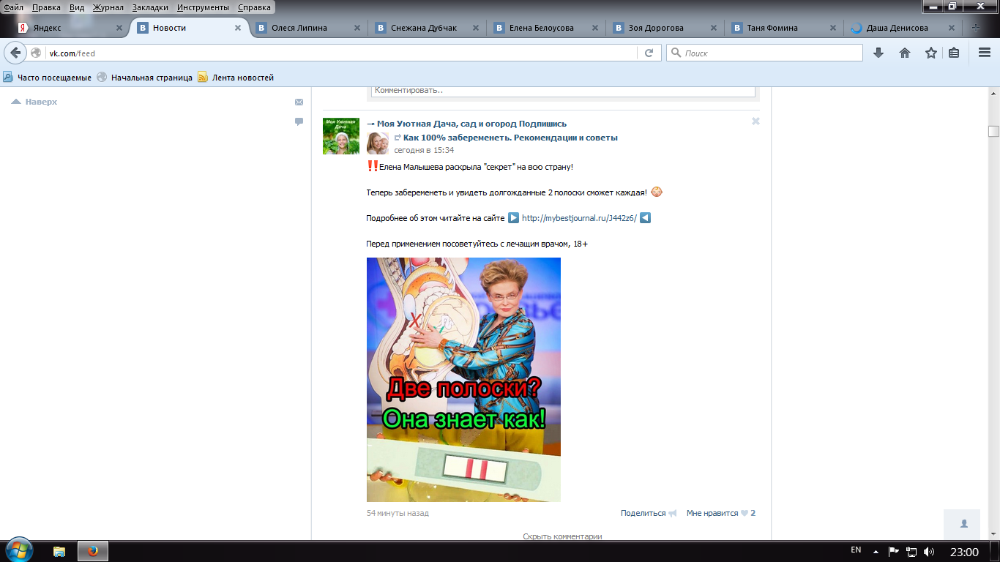 Файл Правка Вид Журнал Закладки Инструменты Справка
Яндекс
Новости
Олеся Липина
Снежана Дубчак
Елена Белоусова
Зоя Дорогова
Таня Фомина
Даша Денисова
vk.com/feed
Поиск
Часто посещаемые
Начальная страница
Лента новостей
Наверх
Комментировать..
Моя Уютная
Дача
→ Моя Уютная Дача, сад и огород Подпишись
Как 100% забеременеть. Рекомендации и советы
сегодня в 15:34
‼Елена Малышева раскрыла "секрет" на всю страну!
Теперь забеременеть и увидеть долгожданные 2 полоски сможет каждая!
Подробнее об этом читайте на сайте ▶ http://mybestjournal.ru/J442z6/ ◀
Перед применением посоветуйтесь с лечащим врачом, 18+
Две полоски?
Она знает как!
54 минуты назад
Поделиться
Мне нравится 2
Скрыть комментарии
EN
23:00